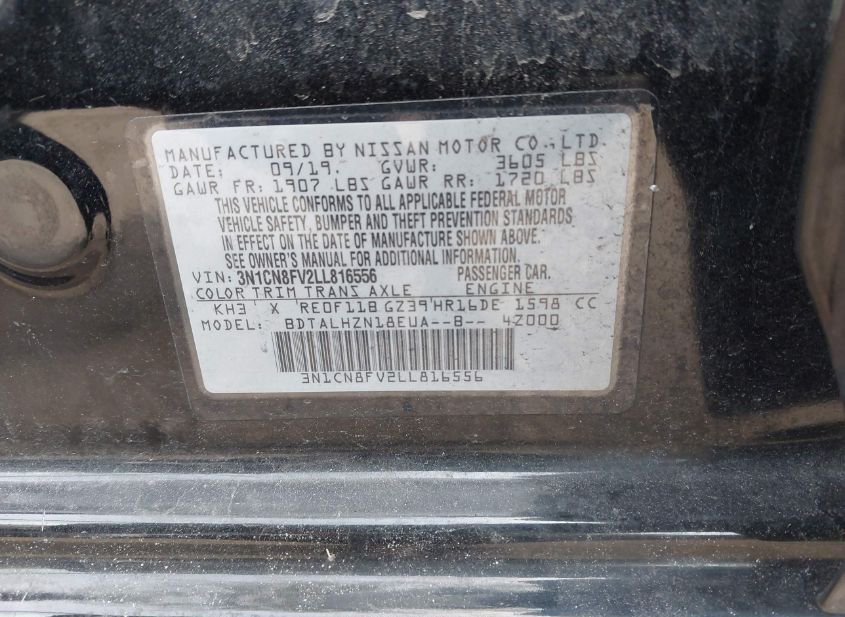 MANUFACTURED BY NISSAN MOTOR CO.,LTD.
DATE: 09/19. GVWR: 3605 LBS
GAWR FR: 1907 LBS GAWR RR: 1720 LBS
THIS VEHICLE CONFORMS TO ALL APPLICABLE FEDERAL MOTOR
VEHICLE SAFETY, BUMPER AND THEFT PREVENTION STANDARDS
IN EFFECT ON THE DATE OF MANUFACTURE SHOWN ABOVE.
SEE OWNER'S MANUAL FOR ADDITIONAL INFORMATION.
VIN: 3N1CN8FV2LL816556 PASSENGER CAR.
COLOR TRIM TRANS AXLE ENGINE
KH3 X RE0F11B GZ39 HR16DE 1598 CC
MODEL: BDTALHZN18EUA--B-- 42000
3N1CN8FV2LL816556